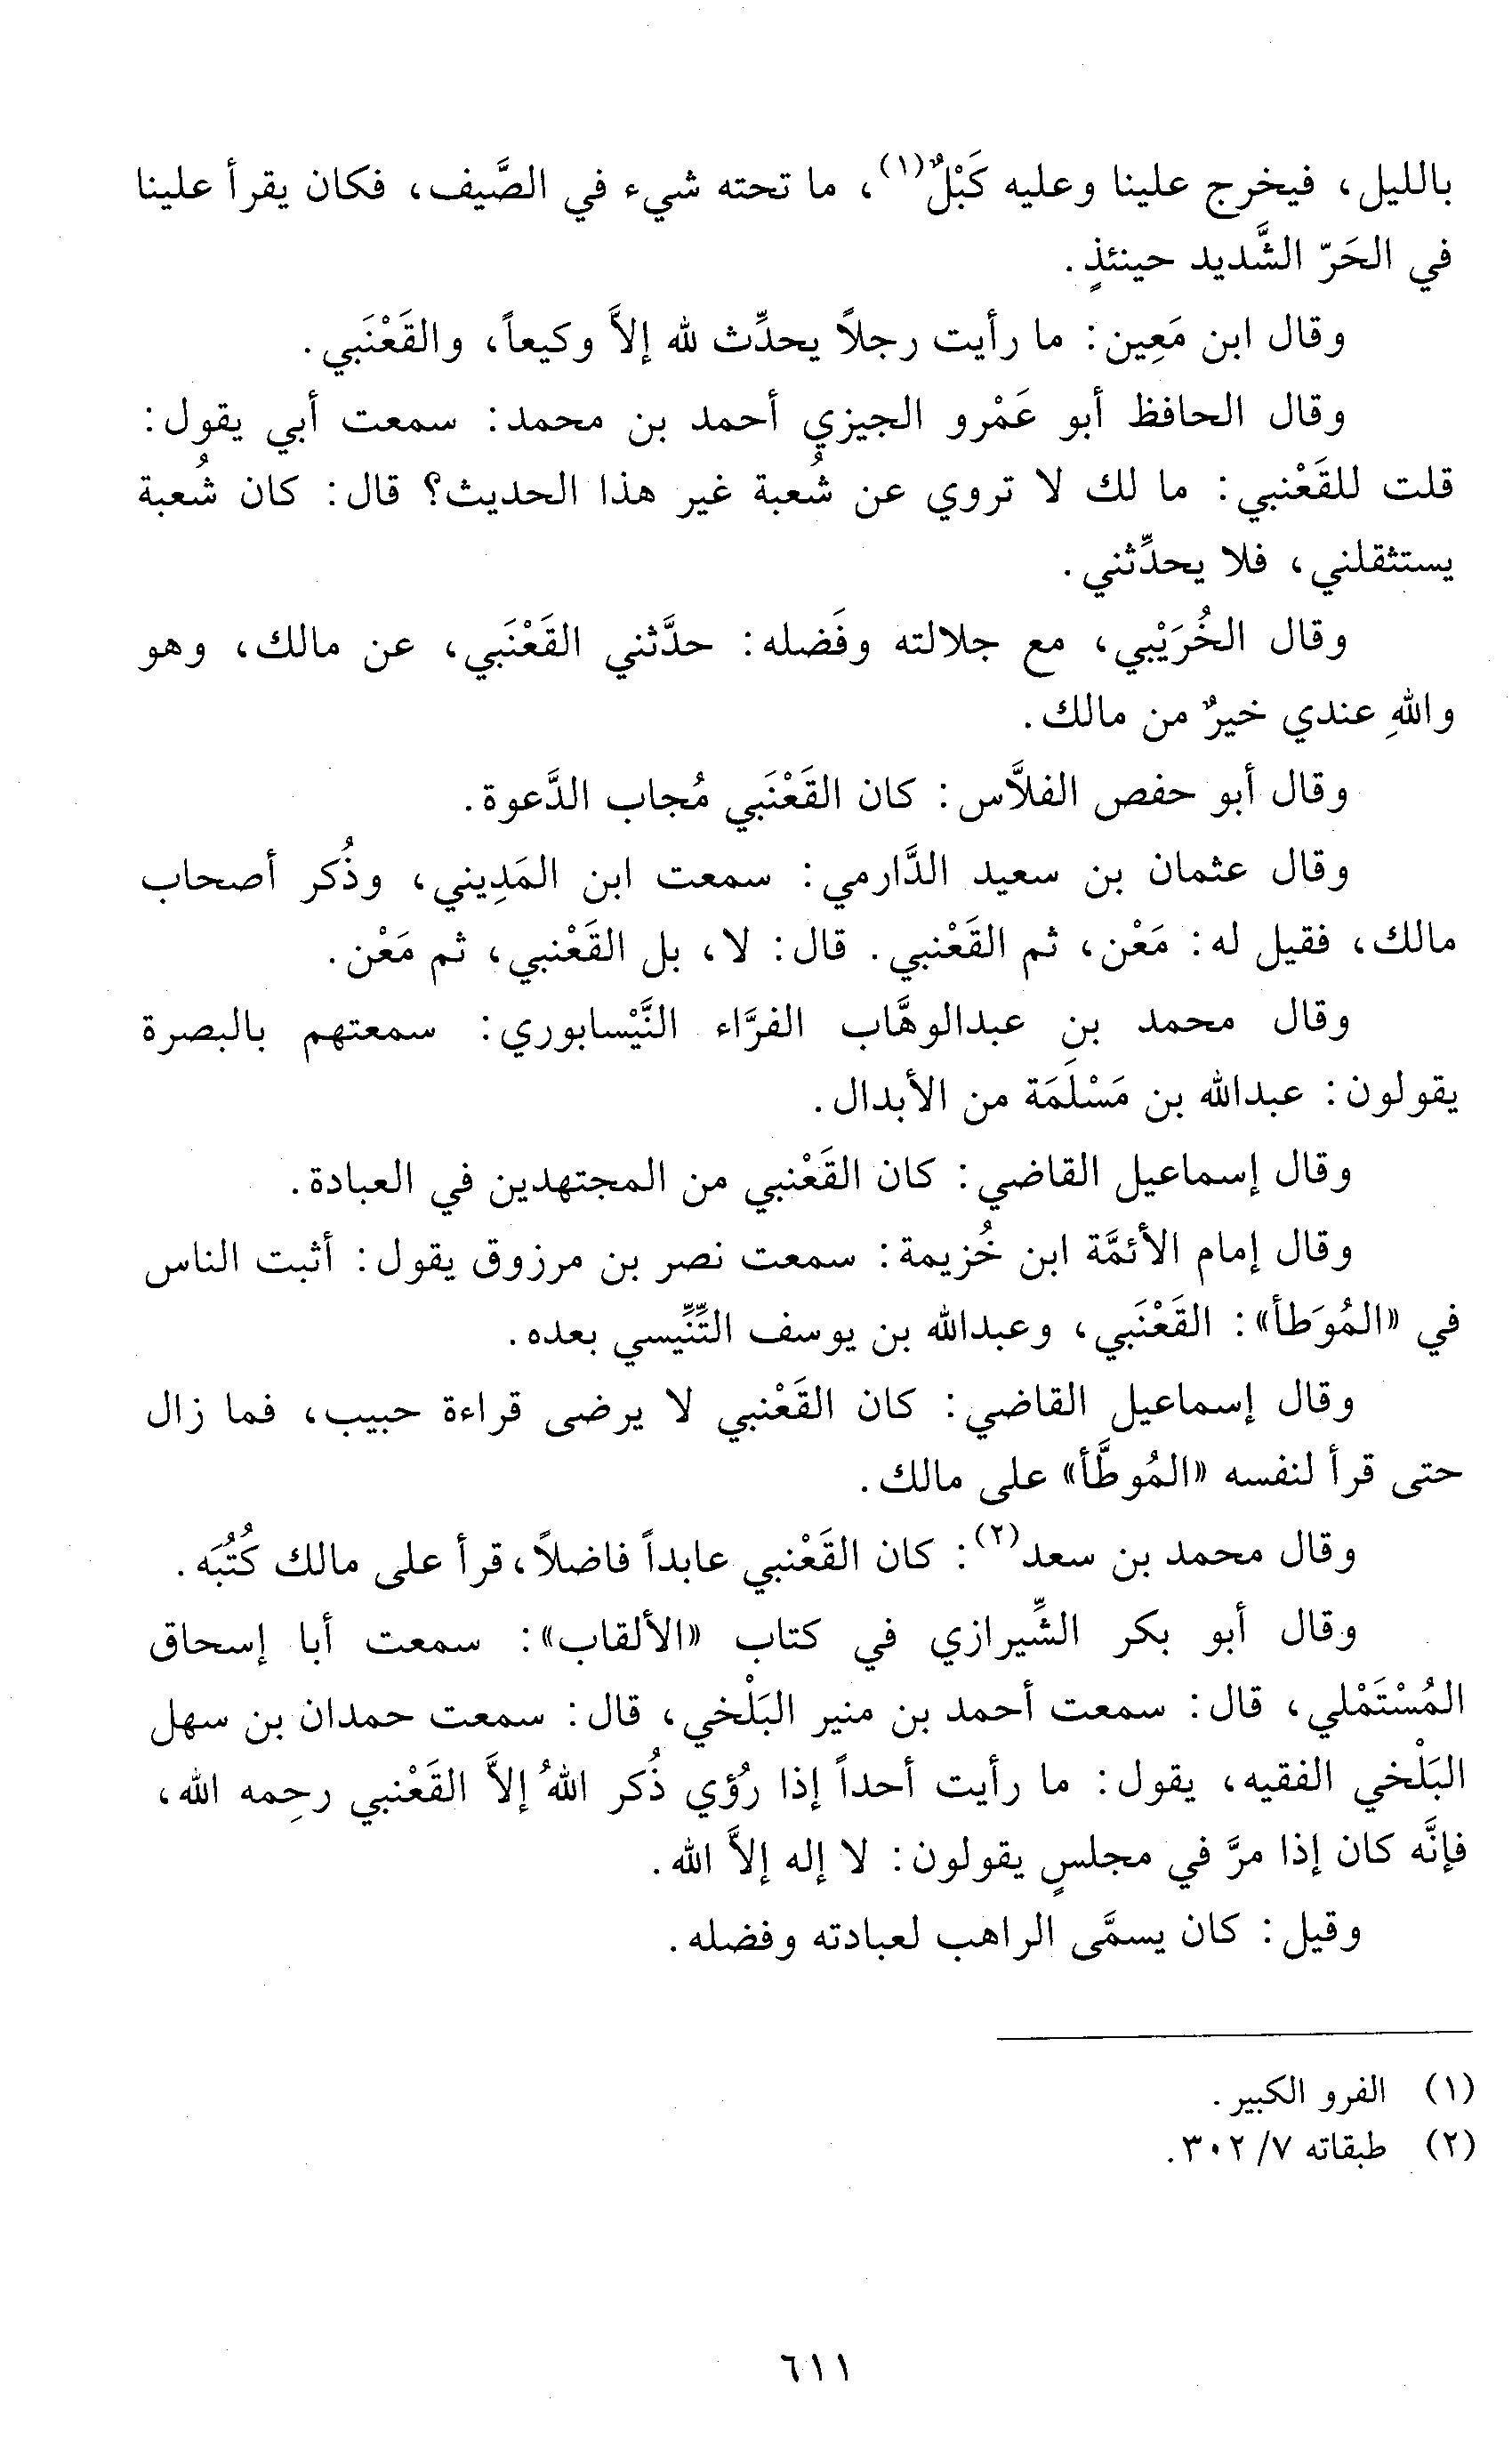 بالليل، فيخرج علينا وعليه كَبْلٌ(١)، ما تحته شيء في الصَّيف، فكان يقرأ علينا
في الحَرّ الشَّديد حينئذٍ.
وقال ابن مَعِين: ما رأيت رجلاً يحدِّث لله إلاَّ وكيعاً، والقَعْنَبي.
وقال الحافظ أبو عَمْرو الجيزي أحمد بن محمد: سمعت أبي يقول:
قلت للقَعْنبي: ما لك لا تروي عن شُعبة غير هذا الحديث؟ قال: كان شُعبة
يستثقلني، فلا يحدِّثني.
وقال الخُرَيْبي، مع جلالته وفَضله: حدَّثني القَعْنَبي، عن مالك، وهو
واللهِ عندي خيرٌ من مالك.
وقال أبو حفص الفلاَّس: كان القَعْنَبي مُجاب الدَّعوة.
وقال عثمان بن سعيد الدَّارمي: سمعت ابن المَدِيني، وذُكر أصحاب
مالك، فقيل له: مَعْن، ثم القَعْنبي. قال: لا، بل القَعْنبي، ثم مَعْن.
وقال محمد بن عبدالوهَّاب الفرَّاء النَّيْسابوري: سمعتهم بالبصرة
يقولون: عبدالله بن مَسْلَمَة من الأبدال.
وقال إسماعيل القاضي: كان القَعْنبي من المجتهدين في العبادة.
وقال إمام الأئمَّة ابن خُزيمة: سمعت نصر بن مرزوق يقول: أثبت الناس
في «المُوَطأ»: القَعْنَبي، وعبدالله بن يوسف التِّنِّيسي بعده.
وقال إسماعيل القاضي: كان القَعْنبي لا يرضى قراءة حبيب، فما زال
حتى قرأ لنفسه «المُوطَّأ» على مالك.
وقال محمد بن سعد(٢): كان القَعْنبي عابداً فاضلاً، قرأ على مالك كُتُبَه.
وقال أبو بكر الشِّيرازي في كتاب «الألقاب»: سمعت أبا إسحاق
المُسْتَمْلي، قال: سمعت أحمد بن منير البَلْخي، قال: سمعت حمدان بن سهل
البَلْخي الفقيه، يقول: ما رأيت أحداً إذا رُؤي ذُكر اللهُ إلاَّ القَعْنبي رحِمه الله،
فإنَّه كان إذا مرَّ في مجلسٍ يقولون: لا إله إلاَّ الله.
وقيل: كان يسمَّى الراهب لعبادته وفضله.
(١) الفرو الكبير.
(٢) طبقاته ٧/ ٣٠٢.
٦١١